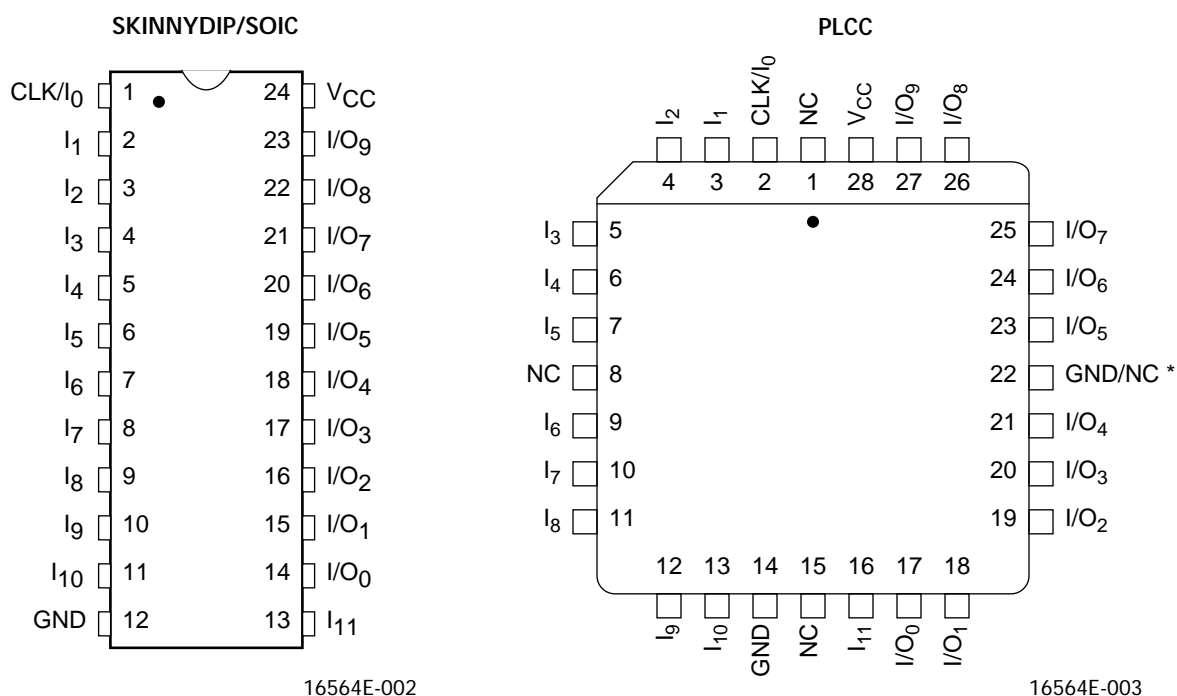 SKINNYDIP/SOIC
CLK/I0 1 24 VCC
I1 2 23 I/O9
I2 3 22 I/O8
I3 4 21 I/O7
I4 5 20 I/O6
I5 6 19 I/O5
I6 7 18 I/O4
I7 8 17 I/O3
I8 9 16 I/O2
I9 10 15 I/O1
I10 11 14 I/O0
GND 12 13 I11
16564E-002
PLCC
I2 I1 CLK/I0 NC VCC I/O9 I/O8
4 3 2 1 28 27 26
I3 5 25 I/O7
I4 6 24 I/O6
I5 7 23 I/O5
NC 8 22 GND/NC *
I6 9 21 I/O4
I7 10 20 I/O3
I8 11 19 I/O2
12 13 14 15 16 17 18
I9 I10 GND NC I11 I/O0 I/O1
16564E-003